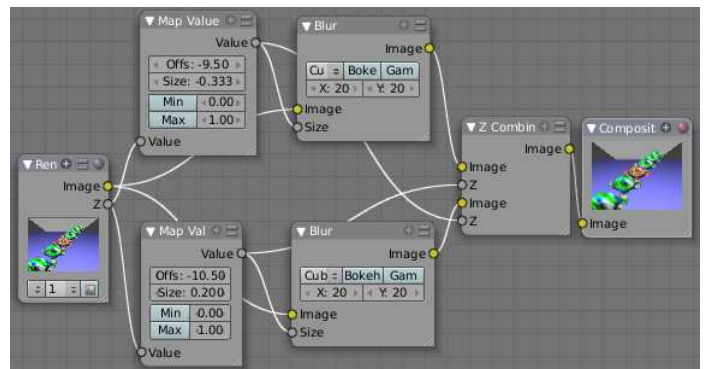 Map Value
Value
Offs: -9.50
Size: -0.333
Min 0.00
Max 1.00
Value
Blur
Image
Cu Boke Gam
X: 20 Y: 20
Image
Size
Z Combin
Image
Image
Z
Image
Z
Composit
Image
Ren
Image
Z
1
Map Val
Value
Offs: -10.50
Size: 0.200
Min 0.00
Max 1.00
Value
Blur
Image
Cub Bokeh Gam
X: 20 Y: 20
Image
Size